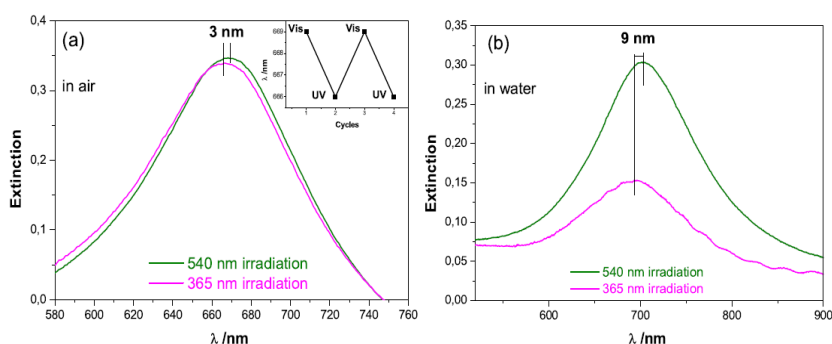 (a)
3 nm
in air
0,4
0,3
0,2
0,1
0,0
Extinction
580 600 620 640 660 680 700 720 740 760
λ /nm
540 nm irradiation
365 nm irradiation
Vis
Vis
UV
UV
669
668
667
666
λ /nm
1 2 3 4
Cycles
(b)
9 nm
in water
0,35
0,30
0,25
0,20
0,15
0,10
0,05
0,00
Extinction
600 700 800 900
λ /nm
540 nm irradiation
365 nm irradiation